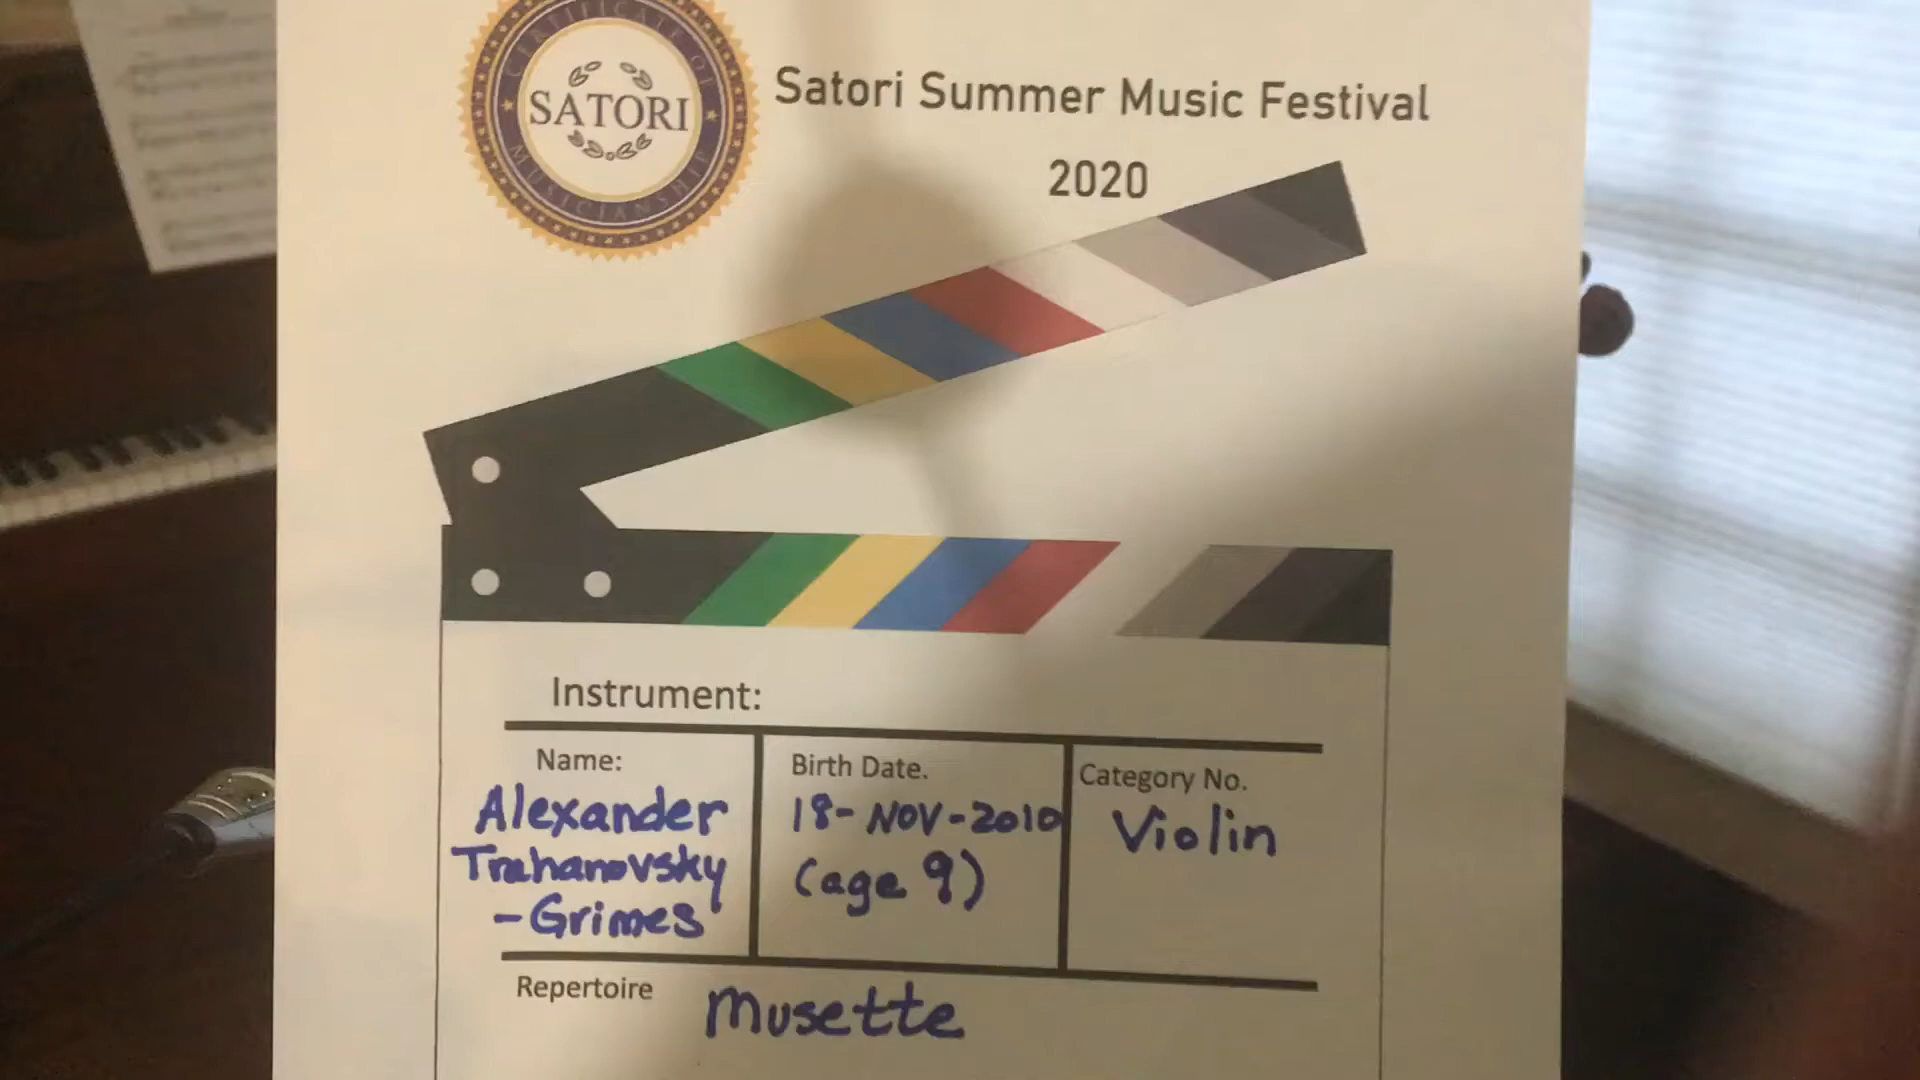 CERTIFICATE OF
SATORI
MUSICIANSHIP
Satori Summer Music Festival
2020
Instrument:
Name:
Alexander
Trahanovsky
-Grimes
Birth Date.
18-NOV-2010
(age 9)
Category No.
Violin
Repertoire
Musette